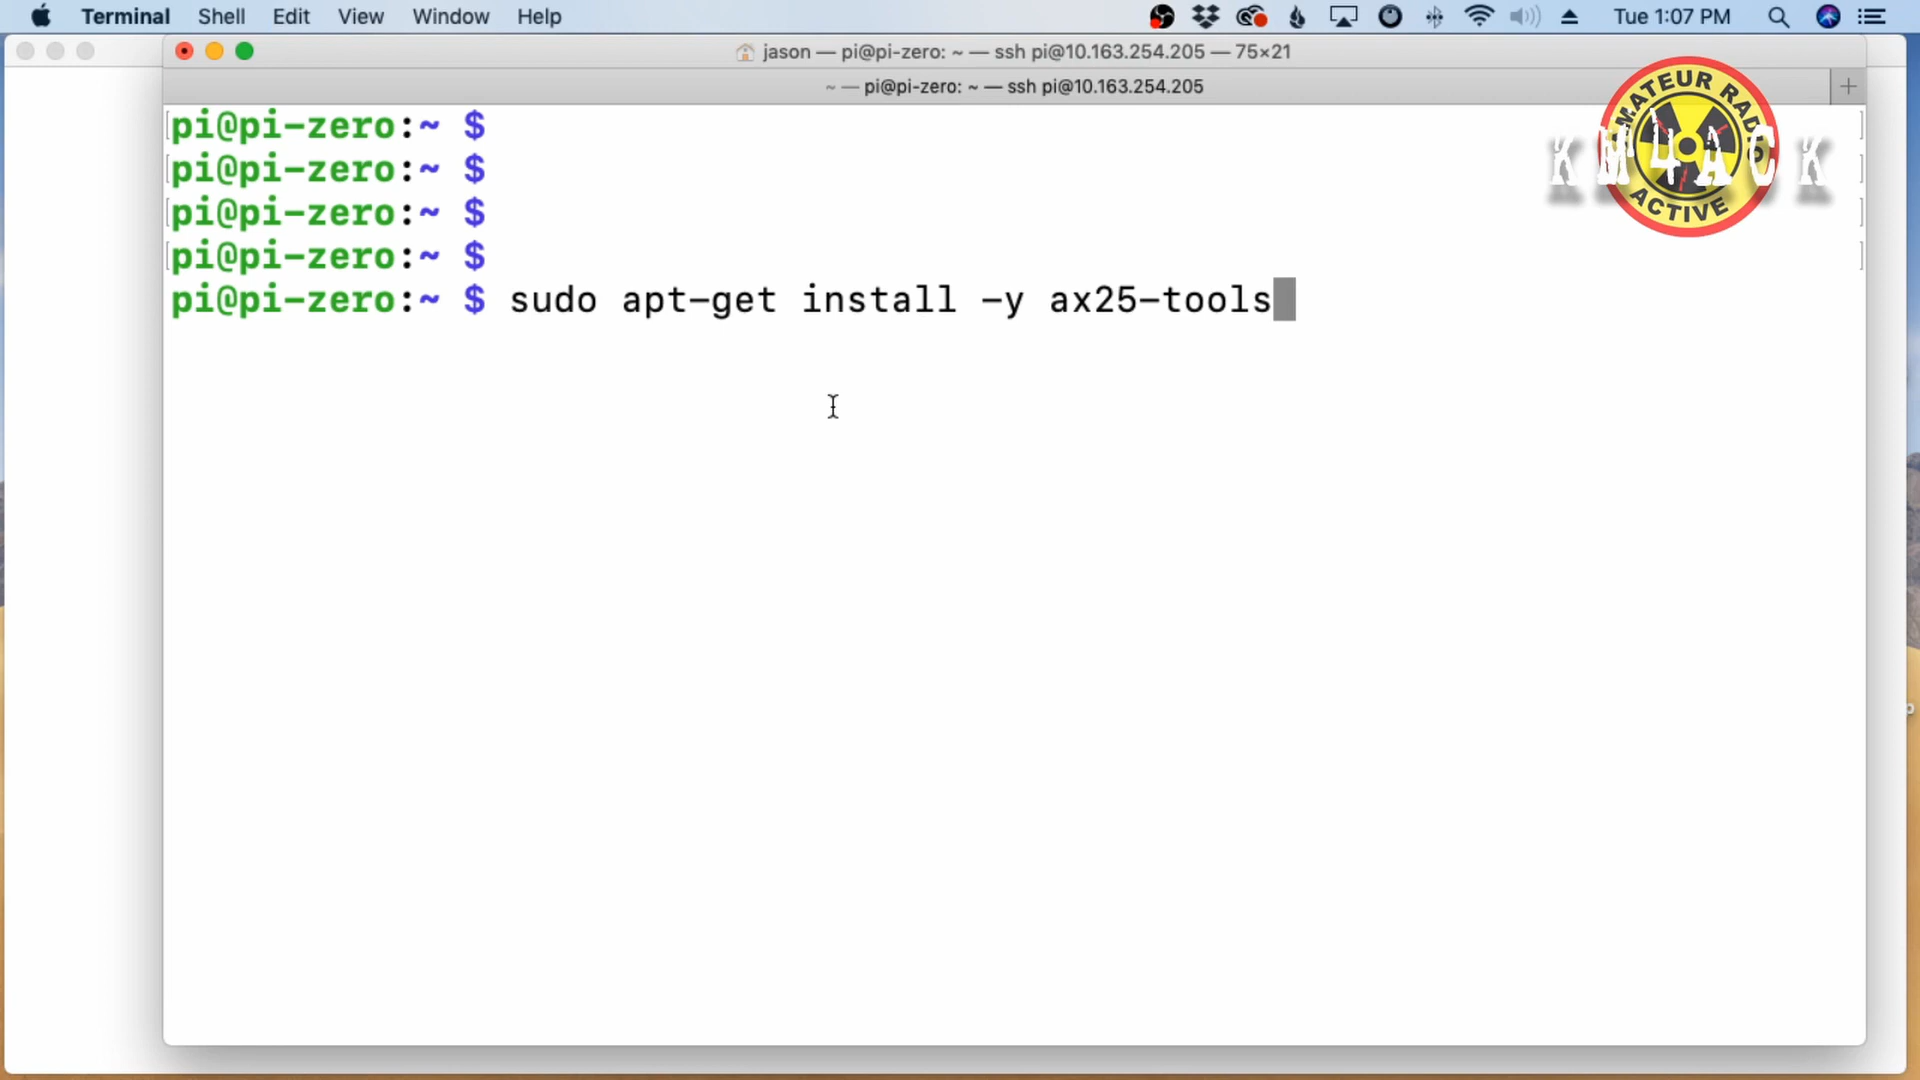 Terminal Shell Edit View Window Help Tue 1:07 PM
jason — pi@pi-zero: ~ — ssh pi@10.163.254.205 — 75×21
~ — pi@pi-zero: ~ — ssh pi@10.163.254.205 +
AMATEUR RADIO
KM4ACK
ACTIVE
pi@pi-zero:~ $
pi@pi-zero:~ $
pi@pi-zero:~ $
pi@pi-zero:~ $
pi@pi-zero:~ $ sudo apt-get install -y ax25-tools